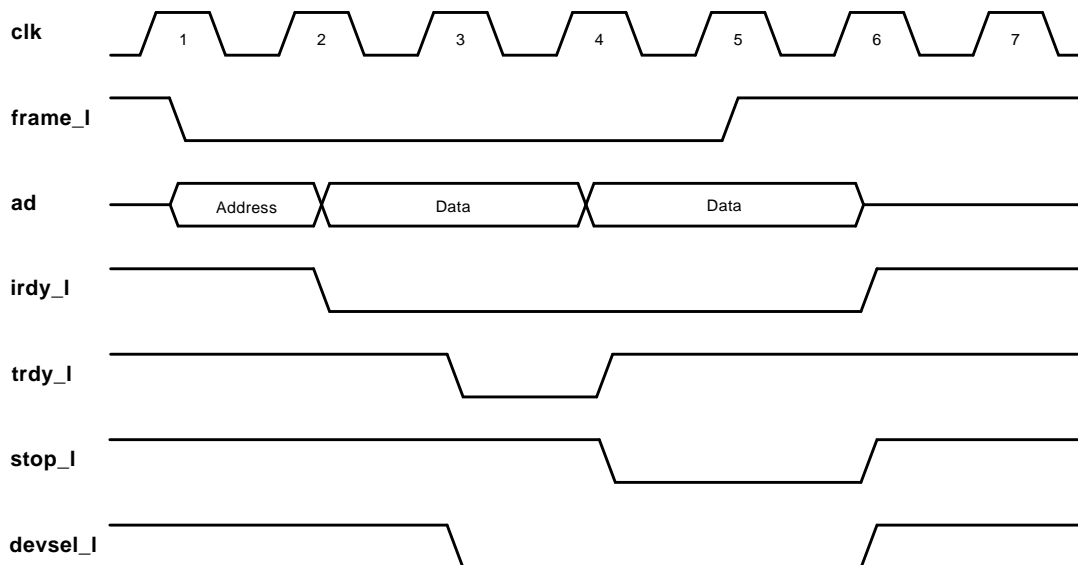 clk
1 2 3 4 5 6 7
frame_l
ad
Address Data Data
irdy_l
trdy_l
stop_l
devsel_l